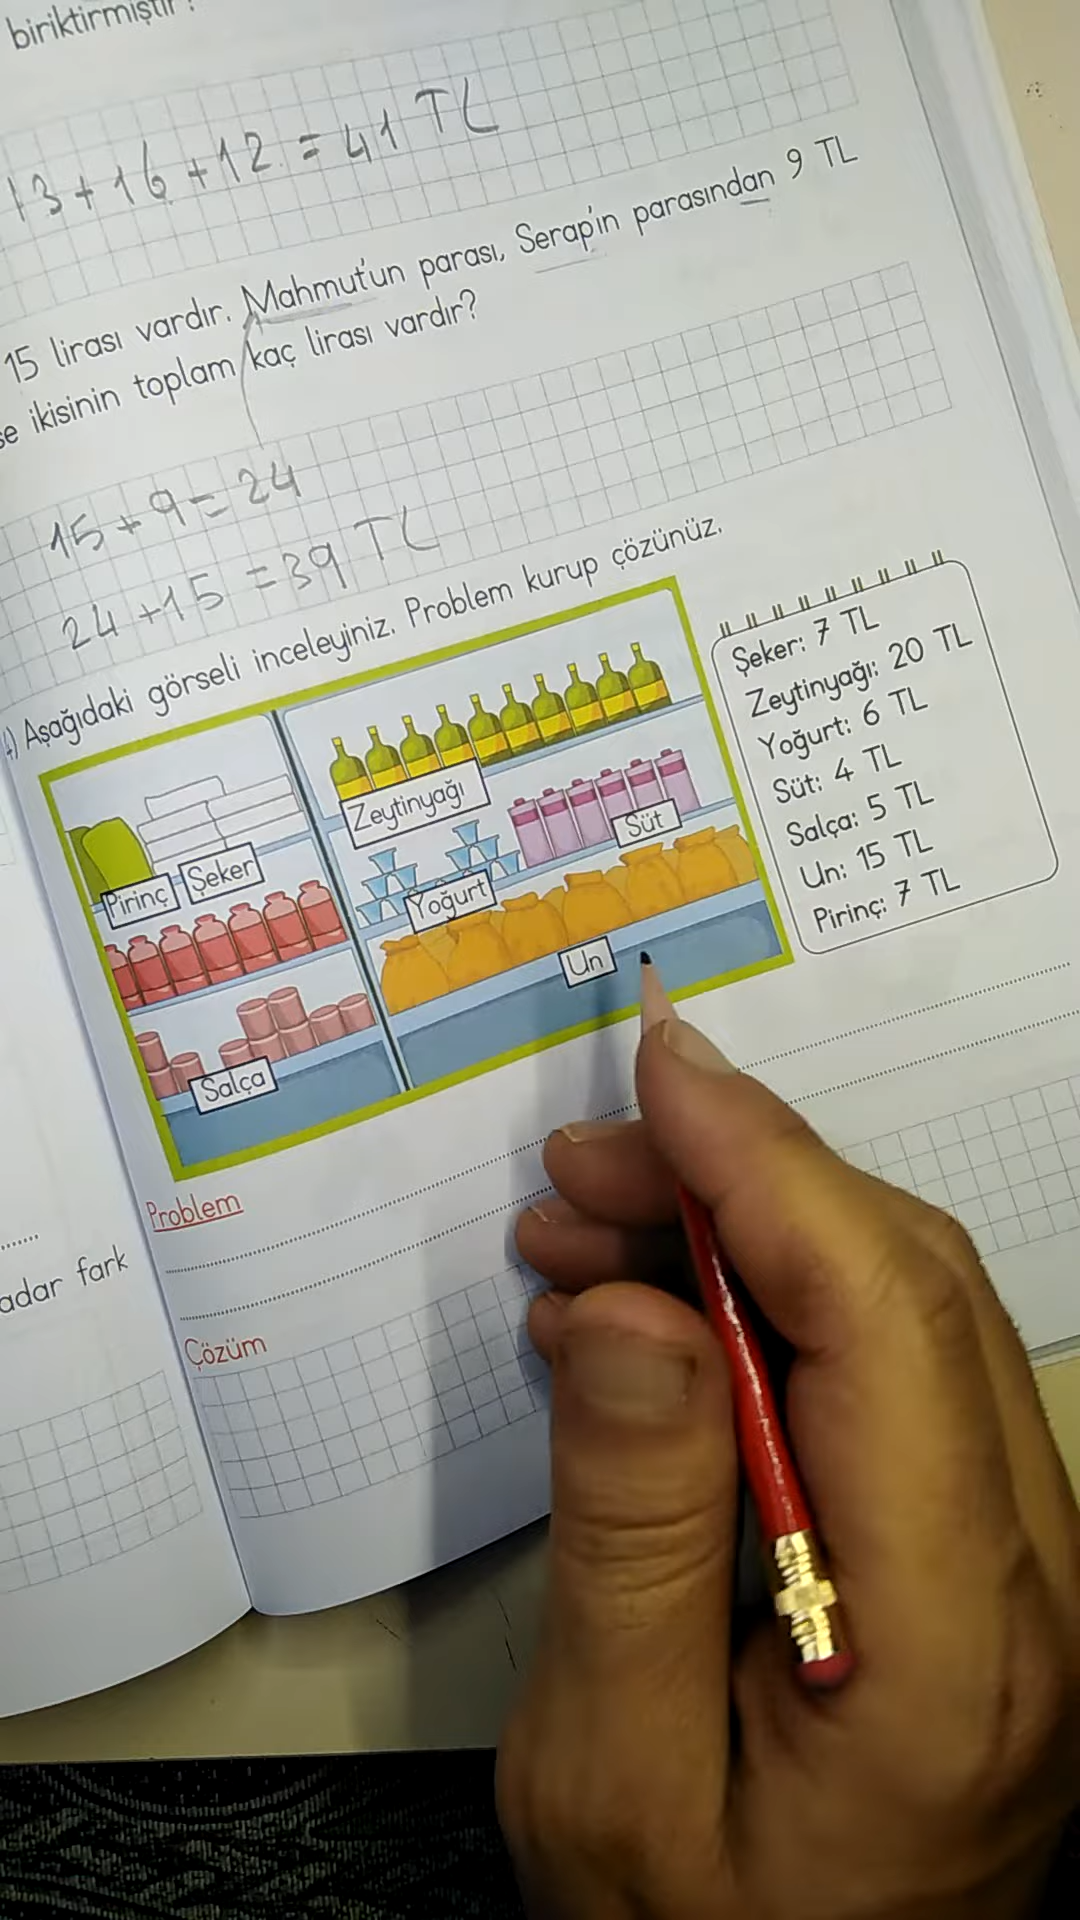 biriktirmiştir?
13+16+12 = 41 TL
15 lirası vardır. Mahmut'un parası, Serap'ın parasından 9 TL
se ikisinin toplam kaç lirası vardır?
15 + 9 = 24
24 +15 = 39 TL
Aşağıdaki görseli inceleyiniz. Problem kurup çözünüz.
Pirinç
Şeker
Zeytinyağı
Yoğurt
Süt
Un
Salça
Şeker: 7 TL
Zeytinyağı: 20 TL
Yoğurt: 6 TL
Süt: 4 TL
Salça: 5 TL
Un: 15 TL
Pirinç: 7 TL
Problem
adar fark
Çözüm